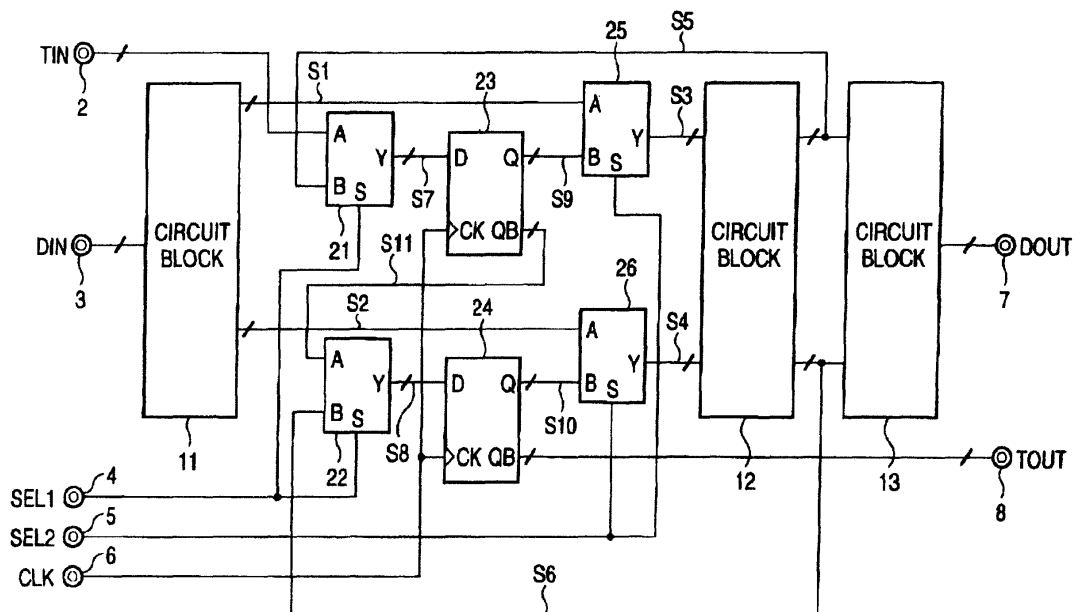 TIN
2
S5
25
S1
23
A
S3
A
Y
Y
D
Q
B
S
B
S
S7
S9
21
CK QB
CIRCUIT BLOCK
DIN
3
S11
CIRCUIT BLOCK
CIRCUIT BLOCK
DOUT
7
S2
24
26
A
S4
A
Y
Y
D
Q
B
S
B
S
S8
S10
22
CK QB
11
12
13
TOUT
8
SEL1
4
SEL2
5
CLK
6
S6